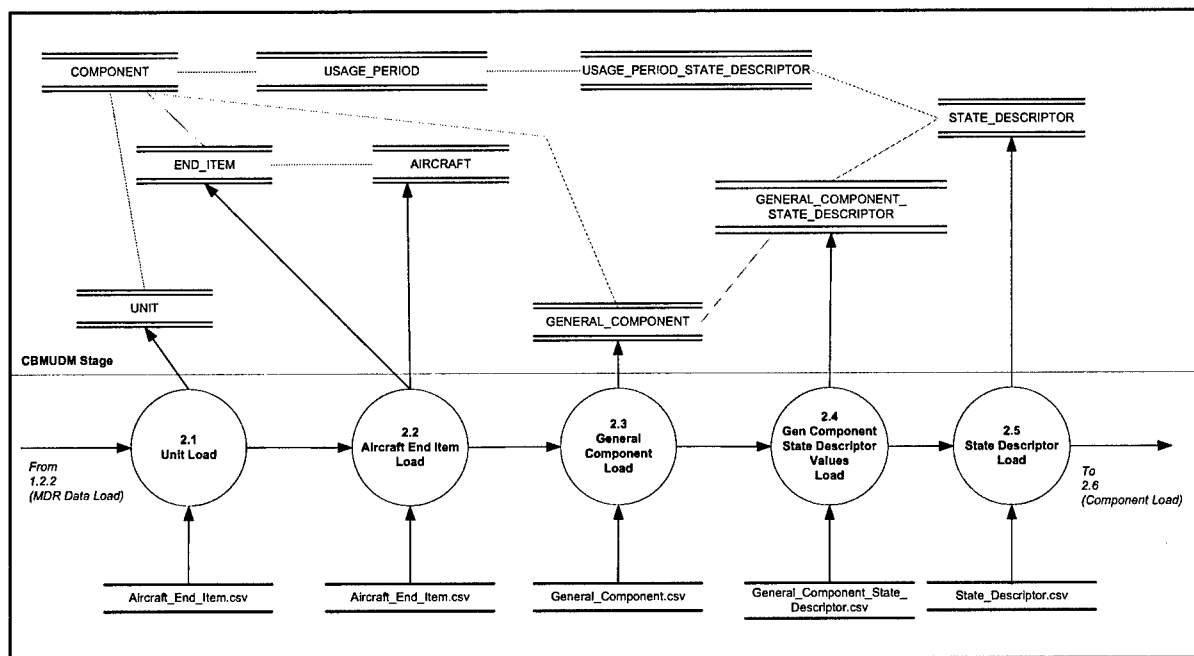 COMPONENT
USAGE_PERIOD
USAGE_PERIOD_STATE_DESCRIPTOR
STATE_DESCRIPTOR
END_ITEM
AIRCRAFT
GENERAL_COMPONENT_
STATE_DESCRIPTOR
UNIT
GENERAL_COMPONENT
CBMUDM Stage
2.1
Unit Load
2.2
Aircraft End Item
Load
2.3
General
Component
Load
2.4
Gen Component
State Descriptor
Values
Load
2.5
State Descriptor
Load
From
1.2.2
(MDR Data Load)
To
2.6
(Component Load)
Aircraft_End_Item.csv
Aircraft_End_Item.csv
General_Component.csv
General_Component_State_
Descriptor.csv
State_Descriptor.csv